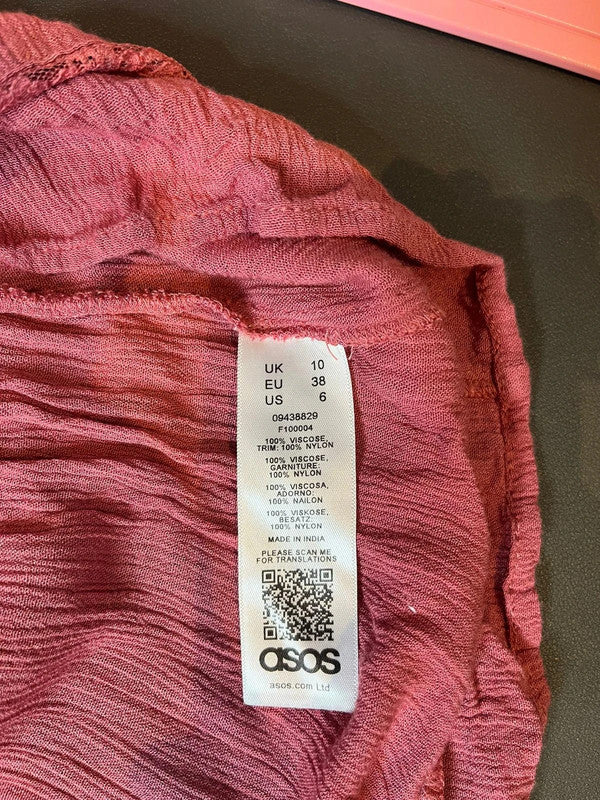 UK 10
EU 38
US 6
09438829
F100004
100% VISCOSE,
TRIM: 100% NYLON
100% VISCOSE,
GARNITURE:
100% NYLON
100% VISCOSA,
ADORNO:
100% NAILON
100% VISKOSE,
BESATZ:
100% NYLON
MADE IN INDIA
PLEASE SCAN ME
FOR TRANSLATIONS
asos
asos.com Ltd